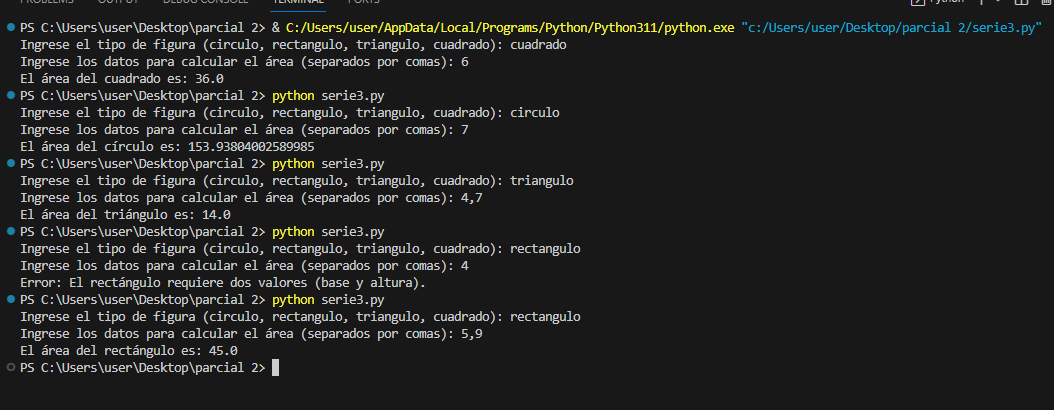 PROBLEMS OUTPUT DEBUG CONSOLE TERMINAL PORTS Python
PS C:\Users\user\Desktop\parcial 2> & C:/Users/user/AppData/Local/Programs/Python/Python311/python.exe "c:/Users/user/Desktop/parcial 2/serie3.py"
Ingrese el tipo de figura (circulo, rectangulo, triangulo, cuadrado): cuadrado
Ingrese los datos para calcular el área (separados por comas): 6
El área del cuadrado es: 36.0
PS C:\Users\user\Desktop\parcial 2> python serie3.py
Ingrese el tipo de figura (circulo, rectangulo, triangulo, cuadrado): circulo
Ingrese los datos para calcular el área (separados por comas): 7
El área del círculo es: 153.93804002589985
PS C:\Users\user\Desktop\parcial 2> python serie3.py
Ingrese el tipo de figura (circulo, rectangulo, triangulo, cuadrado): triangulo
Ingrese los datos para calcular el área (separados por comas): 4,7
El área del triángulo es: 14.0
PS C:\Users\user\Desktop\parcial 2> python serie3.py
Ingrese el tipo de figura (circulo, rectangulo, triangulo, cuadrado): rectangulo
Ingrese los datos para calcular el área (separados por comas): 4
Error: El rectángulo requiere dos valores (base y altura).
PS C:\Users\user\Desktop\parcial 2> python serie3.py
Ingrese el tipo de figura (circulo, rectangulo, triangulo, cuadrado): rectangulo
Ingrese los datos para calcular el área (separados por comas): 5,9
El área del rectángulo es: 45.0
PS C:\Users\user\Desktop\parcial 2>